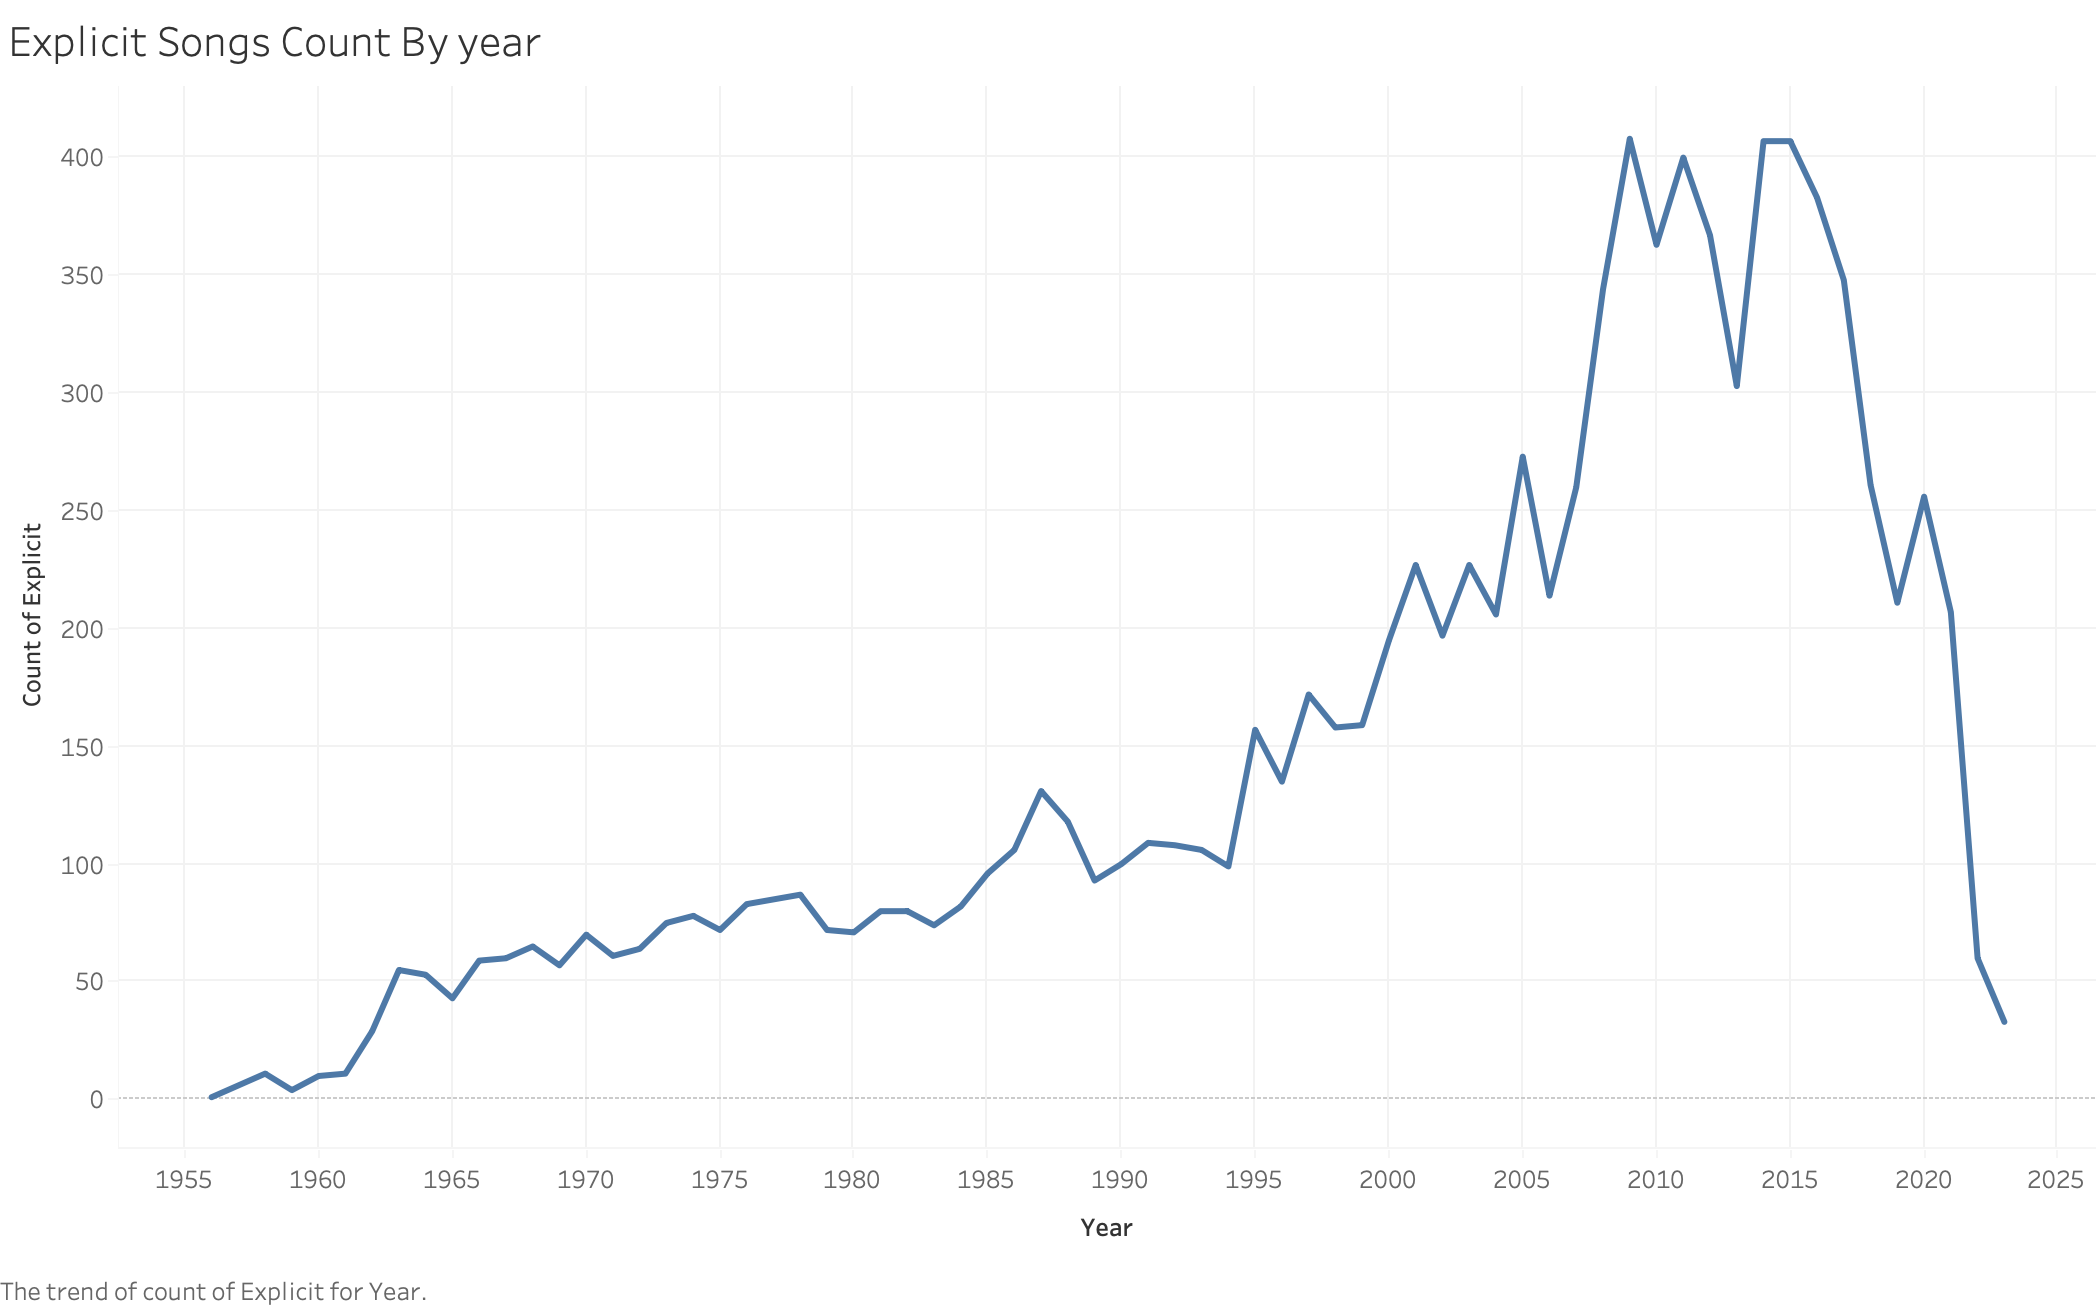 Explicit Songs Count By year
400
350
300
250
200
150
100
50
0
Count of Explicit
1955 1960 1965 1970 1975 1980 1985 1990 1995 2000 2005 2010 2015 2020 2025
Year
The trend of count of Explicit for Year.